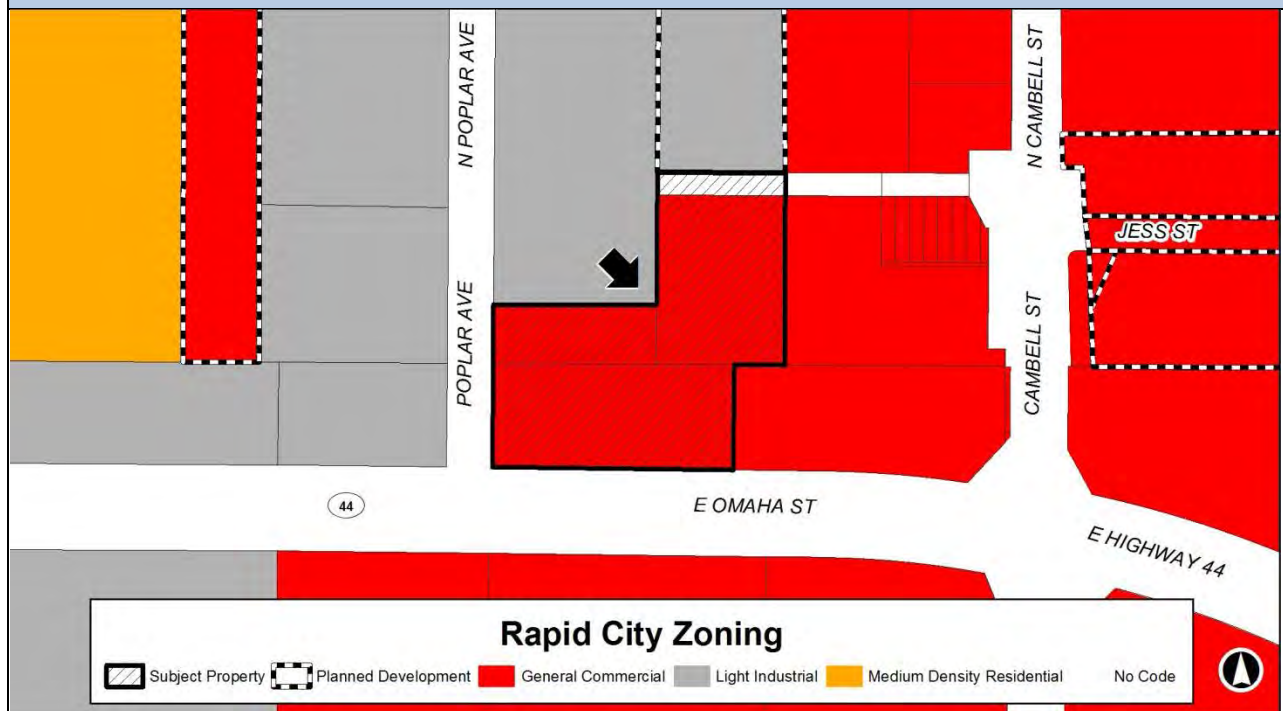 N POPLAR AVE
N CAMBELL ST
JESS ST
POPLAR AVE
CAMBELL ST
44
E OMAHA ST
E HIGHWAY 44
Rapid City Zoning
Subject Property Planned Development General Commercial Light Industrial Medium Density Residential No Code